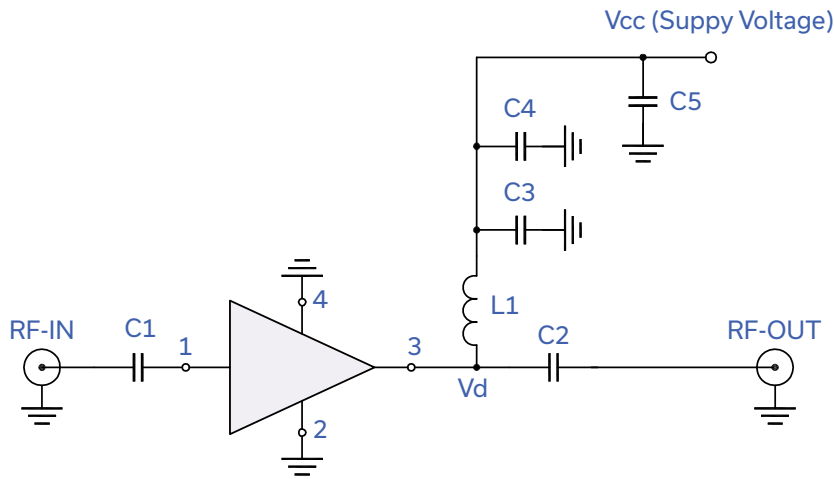 Vcc (Suppy Voltage)
C5
C4
C3
4
L1
RF-IN
C1
1
3
C2
RF-OUT
Vd
2